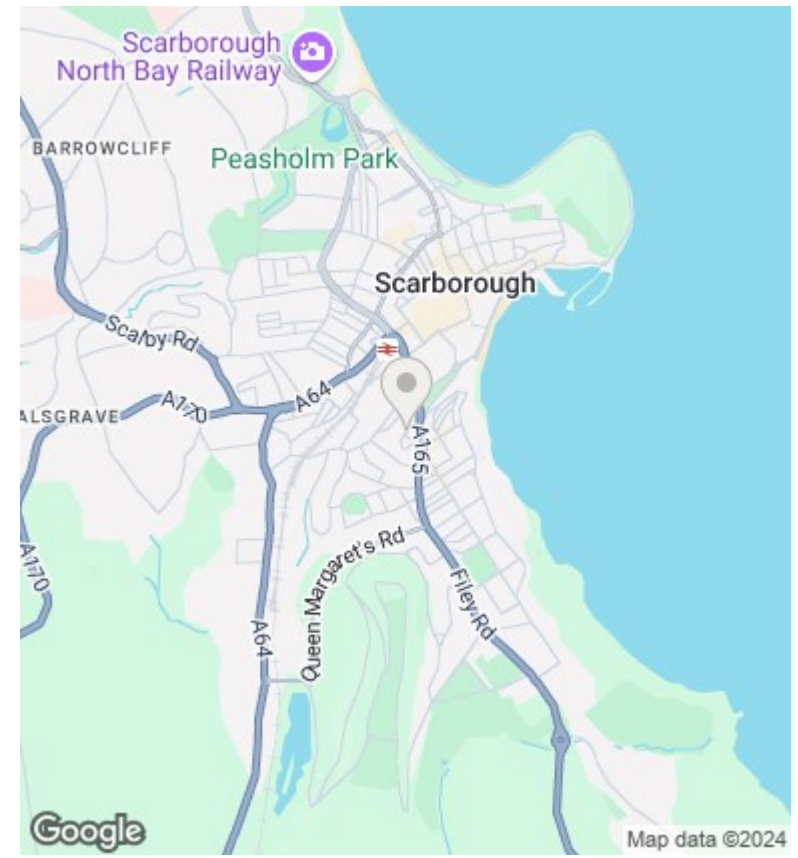 Scarborough
North Bay Railway
BARROWCLIFF
Peasholm Park
Scarborough
Scalby Rd
A64
A170
ALSGRAVE
A165
Queen Margaret's Rd
A170
Filey Rd
A64
Google
Map data ©2024